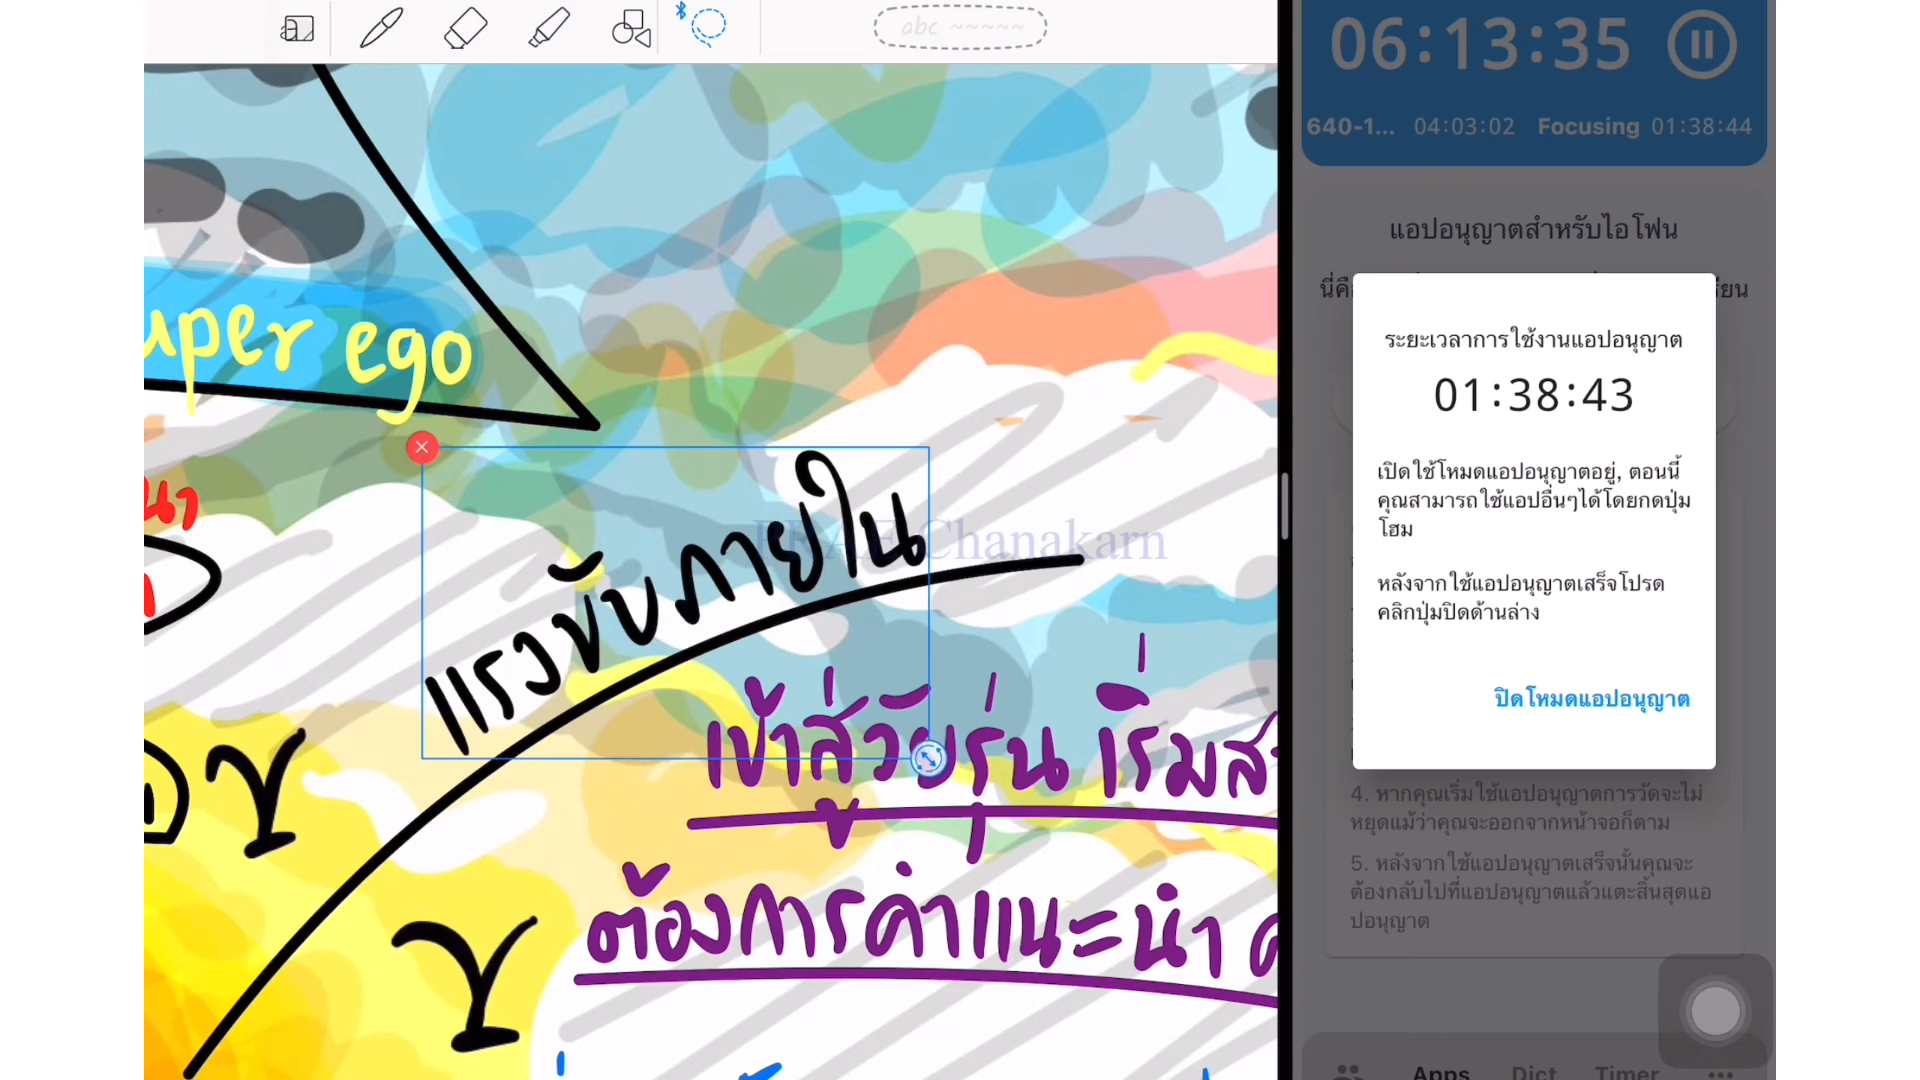 abc ~~~~~
uper ego
นา
แรงขับภายใน
PRAE Chanakarn
เข้าสู่วัยรุ่น เริ่มส
ต้องการคำแนะนำ ค
06:13:35
640-1... 04:03:02 Focusing 01:38:44
แอปอนุญาตสำหรับไอโฟน
นี่คื
รียน
ระยะเวลาการใช้งานแอปอนุญาต
01:38:43
เปิดใช้โหมดแอปอนุญาตอยู่, ตอนนี้
คุณสามารถใช้แอปอื่นๆได้โดยกดปุ่ม
โฮม
หลังจากใช้แอปอนุญาตเสร็จโปรด
คลิกปุ่มปิดด้านล่าง
ปิดโหมดแอปอนุญาต
4. หากคุณเริ่มใช้แอปอนุญาตการวัดจะไม่
หยุดแม้ว่าคุณจะออกจากหน้าจอก็ตาม
5. หลังจากใช้แอปอนุญาตเสร็จนั้นคุณจะ
ต้องกลับไปที่แอปอนุญาตแล้วแตะสิ้นสุดแอ
ปอนุญาต
Apps Dict Timer